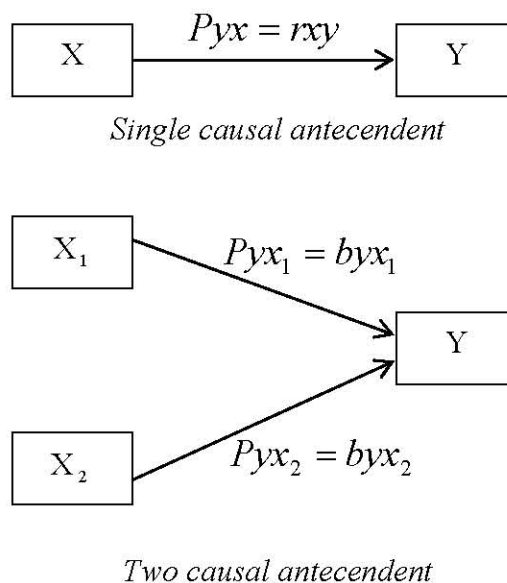 Pyx = rxy
X
Y
Single causal antecendent
X₁
Pyx₁ = byx₁
Y
X₂
Pyx₂ = byx₂
Two causal antecendent